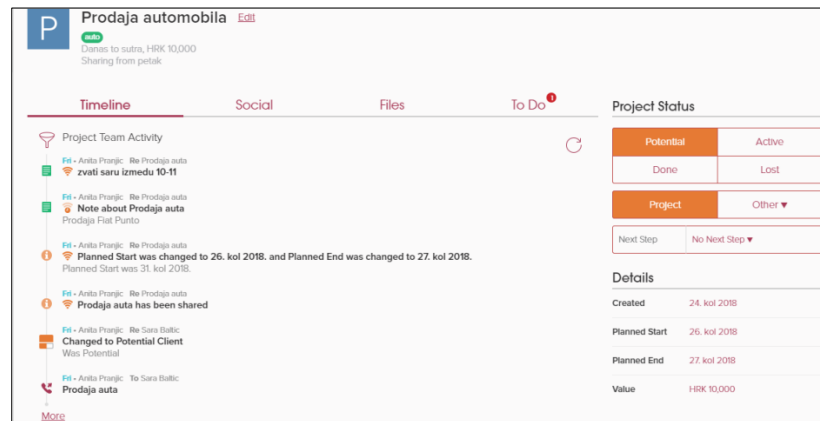 P
Prodaja automobila Edit
auto
Danas to sutra, HRK 10,000
Sharing from petak
Timeline Social Files To Do 1
Project Team Activity
Fri - Anita Pranjic Re Prodaja auta
zvati saru izmedu 10-11
Fri - Anita Pranjic Re Prodaja auta
Note about Prodaja auta
Prodaja Fiat Punto
Fri - Anita Pranjic Re Prodaja auta
Planned Start was changed to 26. kol 2018. and Planned End was changed to 27. kol 2018.
Planned Start was 31. kol 2018.
Fri - Anita Pranjic Re Prodaja auta
Prodaja auta has been shared
Fri - Anita Pranjic Re Sara Baltic
Changed to Potential Client
Was Potential
Fri - Anita Pranjic To Sara Baltic
Prodaja auta
More
Project Status
Potential Active
Done Lost
Project Other ▼
Next Step No Next Step ▼
Details
Created 24. kol 2018
Planned Start 26. kol 2018
Planned End 27. kol 2018
Value HRK 10,000